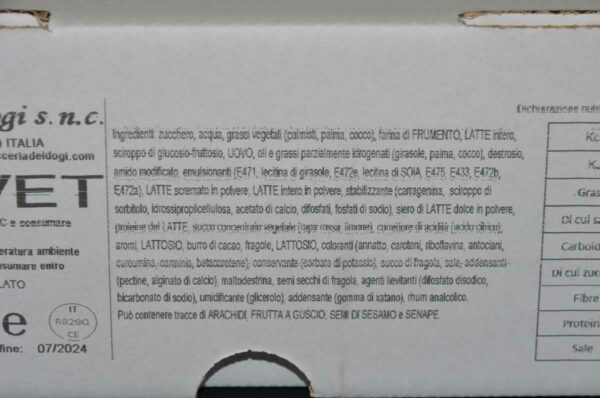 gi s.n.c.
ITALIA
cceriadeidogi.com
VET
C e consumare
peratura ambiente
nsumare entro
LATO
e
IT
R828Q
CE
fine: 07/2024
Ingredienti: zucchero, acqua, grassi vegetali (palmisti, palma, cocco), farina di FRUMENTO, LATTE intero,
sciroppo di glucosio-fruttosio, UOVO, oli e grassi parzialmente idrogenati (girasole, palma, cocco), destrosio,
amido modificato, emulsionanti (E471, lecitina di girasole, E472e, lecitina di SOIA, E475, E433, E472b,
E472a), LATTE scremato in polvere, LATTE intero in polvere, stabilizzante (carragenina, sciroppo di
sorbitolo, idrossipropilcellulosa, acetato di calcio, difosfati, fosfati di sodio), siero di LATTE dolce in polvere,
proteine del LATTE, succo concentrato vegetale (rapa rossa, limone), correttore di acidità (acido citrico),
aromi, LATTOSIO, burro di cacao, fragole, LATTOSIO, coloranti (annatto, caroteni, riboflavine, antociani,
curcumina, carminio, betacarotene), conservante (sorbato di potassio), succo di fragola, sale, addensanti
(pectine, alginato di calcio), maltodestrina, semi secchi di fragola, agenti lievitanti (difosfato disodico,
bicarbonato di sodio), umidificante (glicerolo), addensante (gomma di xatano), rhum analcolico.
Può contenere tracce di ARACHIDI, FRUTTA A GUSCIO, SEMI DI SESAMO e SENAPE.
Dichiarazione nutri
Kc
KJ
Gras
Di cui sa
Carboid
Di cui zuc
Fibre
Protein
Sale